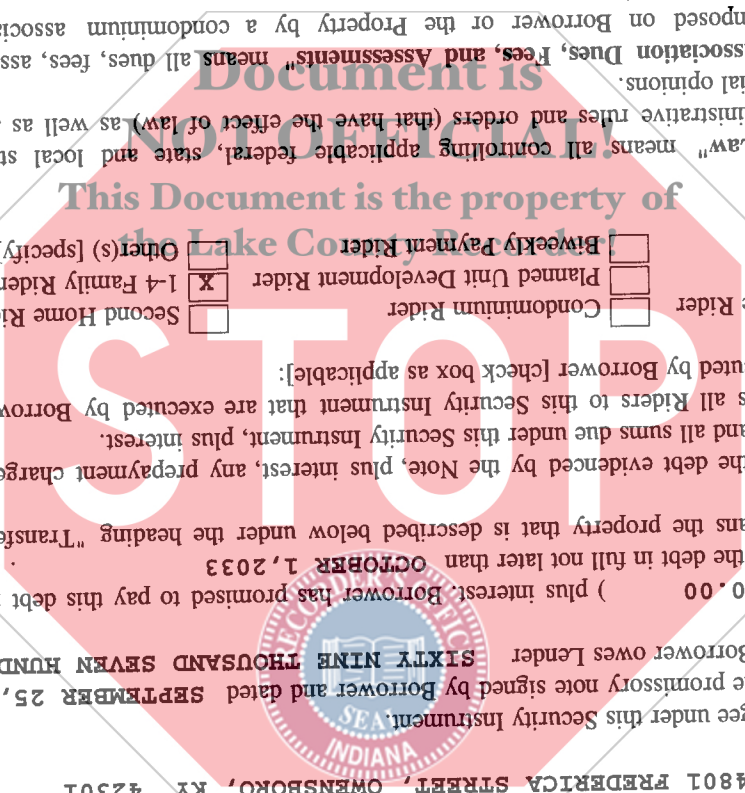 4801 FREDERICA STREET, OWENSBORO, KY 42301
gee under this Security Instrument.
e promissory note signed by Borrower and dated SEPTEMBER 25,
Borrower owes Lender SIXTY NINE THOUSAND SEVEN HUND
0.00 ) plus interest. Borrower has promised to pay this debt
the debt in full not later than OCTOBER 1,2033 .
ans the property that is described below under the heading "Transfe
the debt evidenced by the Note, plus interest, any prepayment charge
and all sums due under this Security Instrument, plus interest.
s all Riders to this Security Instrument that are executed by Borrow
uted by Borrower [check box as applicable]:
e Rider Condominium Rider Second Home Ri
Planned Unit Development Rider X 1-4 Family Rider
Biweekly Payment Rider Other(s) [specify
Law" means all controlling applicable federal, state and local st
inistrative rules and orders (that have the effect of law) as well as
ial opinions.
ssociation Dues, Fees, and Assessments" means all dues, fees, ass
mposed on Borrower or the Property by a condominium associ
Document is
NOT OFFICIAL!
This Document is the property of
the Lake County Recorder!
STOP
RECORDER'S OFFICE
SEAL
INDIANA